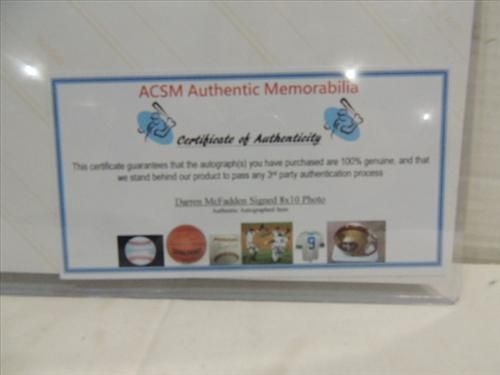 ACSM Authentic Memorabilia
Certificate of Authenticity
This certificate guarantees that the autograph(s) you have purchased are 100% genuine, and that
we stand behind our product to pass any 3rd party authentication process
Darren McFadden Signed 8x10 Photo
Authentic Autographed Item
9